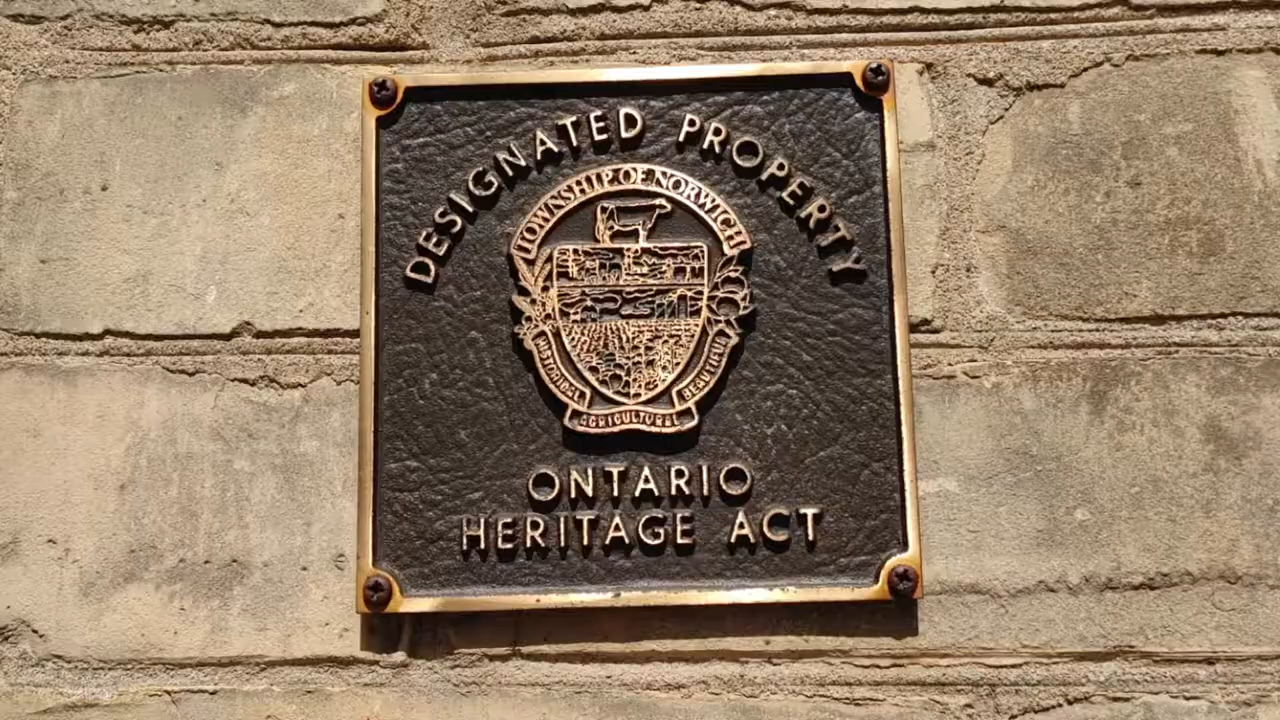 DESIGNATED PROPERTY
TOWNSHIP OF NORWICH
HISTORICAL
AGRICULTURAL
BEAUTIFUL
ONTARIO
HERITAGE ACT